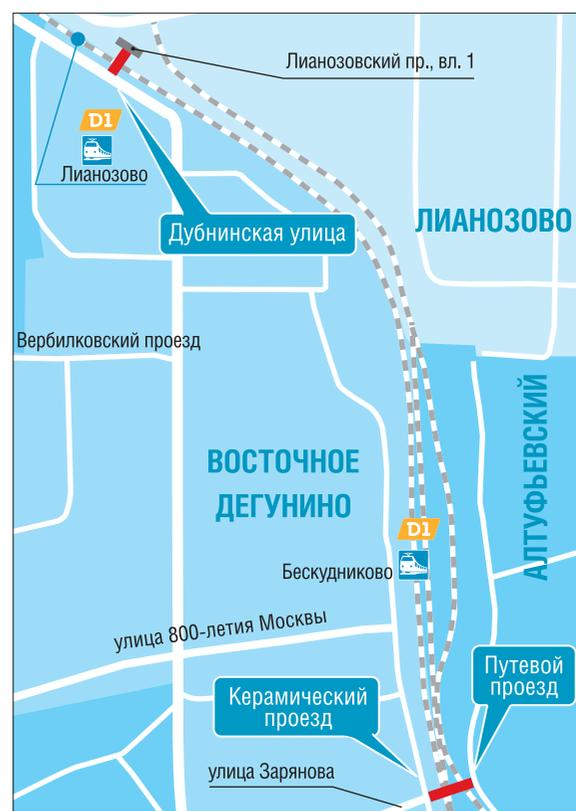 Лианозовский пр., вл. 1
D1
Лианозово
Дубнинская улица
ЛИАНОЗОВО
Вербилковский проезд
АЛТУФЬЕВСКИЙ
ВОСТОЧНОЕ
ДЕГУНИНО
D1
Бескудниково
улица 800-летия Москвы
Путевой
проезд
Керамический
проезд
улица Зарянова